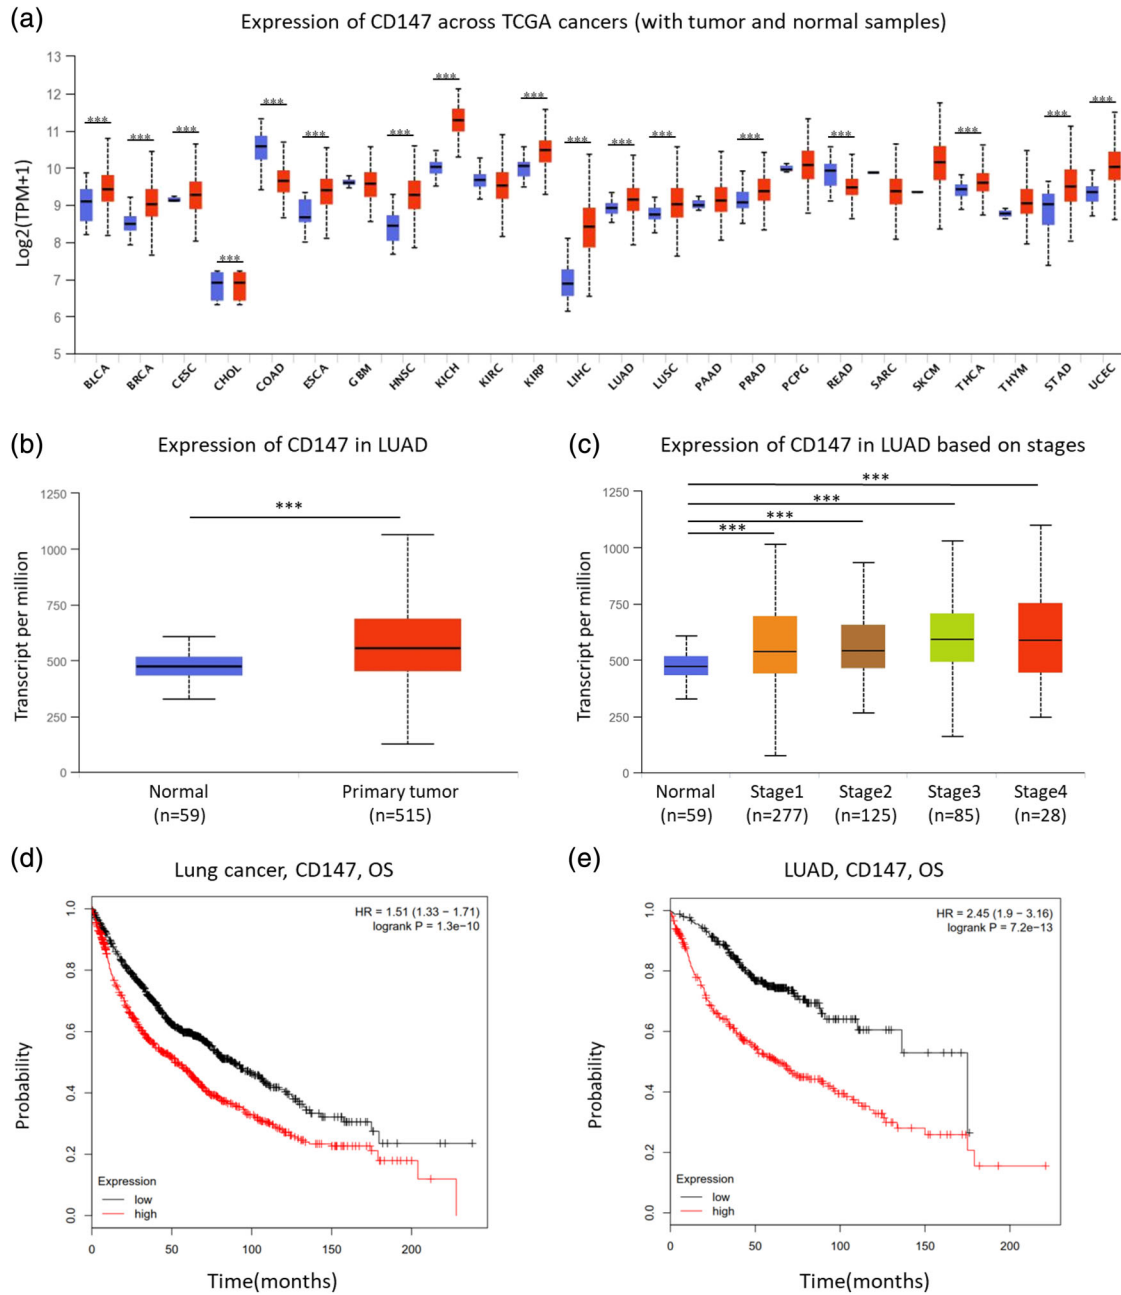 (a)
Expression of CD147 across TCGA cancers (with tumor and normal samples)
Log2(TPM+1)
13
12
11
10
9
8
7
6
5
*** *** *** *** *** *** *** *** *** *** *** *** *** *** *** *** ***
BLCA BRCA CESC CHOL COAD ESCA GBM HNSC KICH KIRC KIRP LIHC LUAD LUSC PAAD PRAD PCPG READ SARC SKCM THCA THYM STAD UCEC
(b)
Expression of CD147 in LUAD
Transcript per million
1250
1000
750
500
250
0
***
Normal Primary tumor
(n=59) (n=515)
(c)
Expression of CD147 in LUAD based on stages
Transcript per million
1250
1000
750
500
250
0
***
***
***
***
Normal Stage1 Stage2 Stage3 Stage4
(n=59) (n=277) (n=125) (n=85) (n=28)
(d)
Lung cancer, CD147, OS
HR = 1.51 (1.33 − 1.71)
logrank P = 1.3e−10
Probability
1.0
0.8
0.6
0.4
0.2
0.0
Expression
low
high
0 50 100 150 200
Time(months)
(e)
LUAD, CD147, OS
HR = 2.45 (1.9 − 3.16)
logrank P = 7.2e−13
Probability
1.0
0.8
0.6
0.4
0.2
0.0
Expression
low
high
0 50 100 150 200
Time(months)